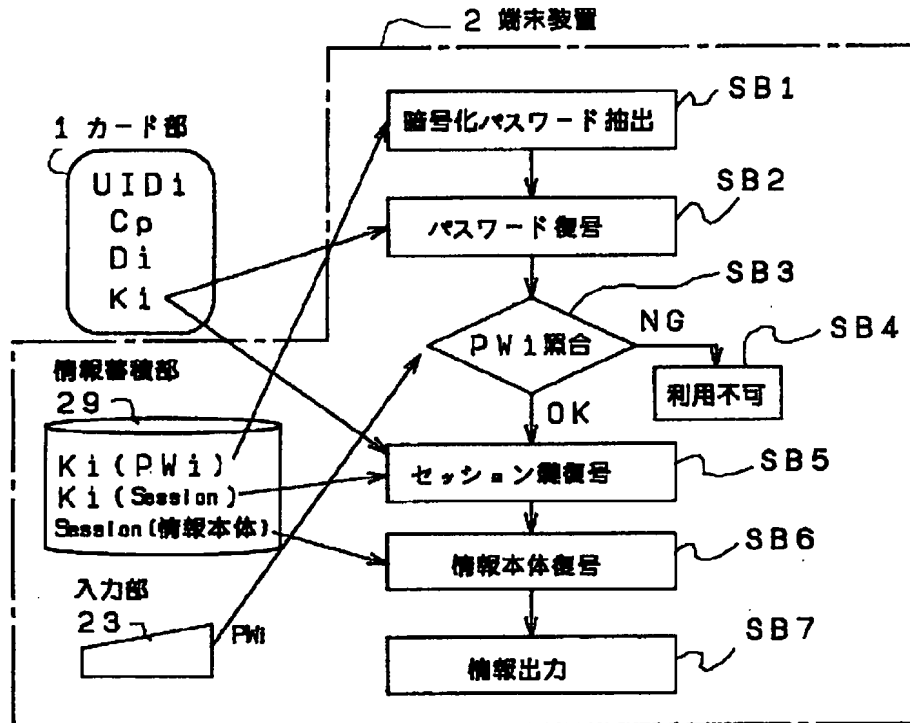 2 端末装置
SB1
暗号化パスワード抽出
1 カード部
UIDi
Cp
Di
Ki
SB2
パスワード復号
SB3
PWi照合
NG
SB4
利用不可
OK
情報蓄積部
29
Ki(PWi)
Ki(Session)
Session(情報本体)
SB5
セッション鍵復号
SB6
情報本体復号
入力部
23
PWi
SB7
情報出力